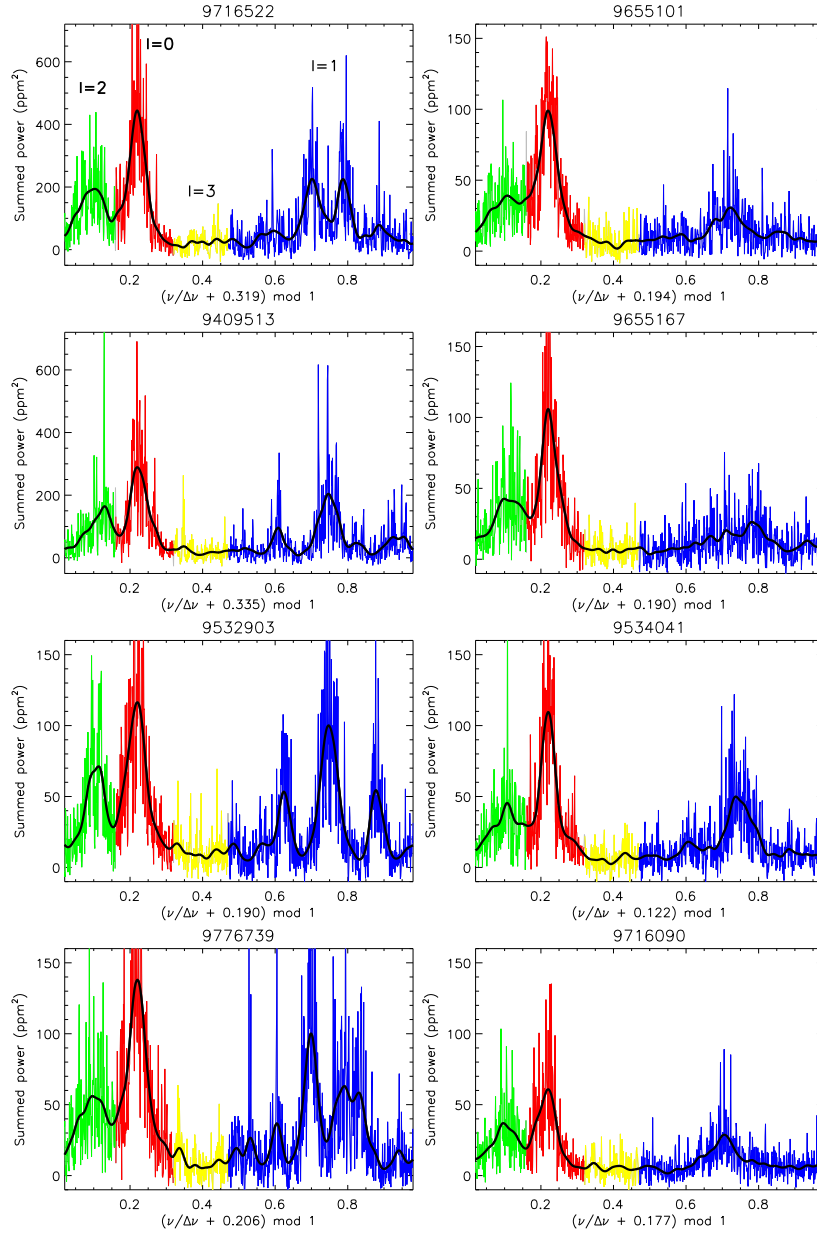 9716522
Summed power (ppm²)
600
400
200
0
l=2
l=0
l=3
l=1
0.2 0.4 0.6 0.8
(ν/Δν + 0.319) mod 1
9655101
Summed power (ppm²)
150
100
50
0
0.2 0.4 0.6 0.8
(ν/Δν + 0.194) mod 1
9409513
Summed power (ppm²)
600
400
200
0
0.2 0.4 0.6 0.8
(ν/Δν + 0.335) mod 1
9655167
Summed power (ppm²)
150
100
50
0
0.2 0.4 0.6 0.8
(ν/Δν + 0.190) mod 1
9532903
Summed power (ppm²)
150
100
50
0
0.2 0.4 0.6 0.8
(ν/Δν + 0.190) mod 1
9534041
Summed power (ppm²)
150
100
50
0
0.2 0.4 0.6 0.8
(ν/Δν + 0.122) mod 1
9776739
Summed power (ppm²)
150
100
50
0
0.2 0.4 0.6 0.8
(ν/Δν + 0.206) mod 1
9716090
Summed power (ppm²)
150
100
50
0
0.2 0.4 0.6 0.8
(ν/Δν + 0.177) mod 1